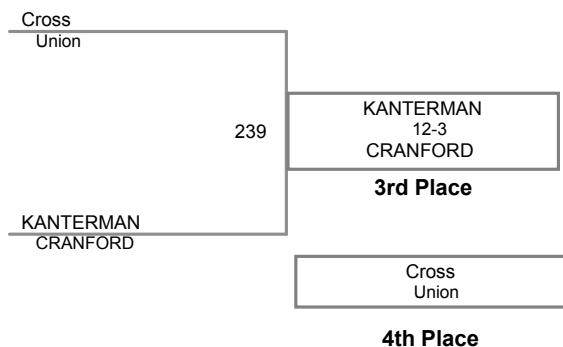 Cross
Union
239
KANTERMAN
12-3
CRANFORD
3rd Place
KANTERMAN
CRANFORD
Cross
Union
4th Place